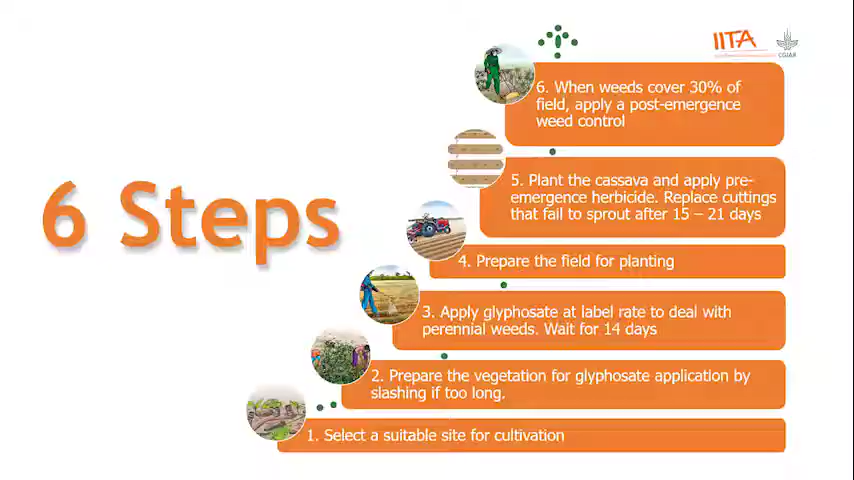 IITA
CGIAR
6 Steps
6. When weeds cover 30% of
field, apply a post-emergence
weed control
5. Plant the cassava and apply pre-
emergence herbicide. Replace cuttings
that fail to sprout after 15 – 21 days
4. Prepare the field for planting
3. Apply glyphosate at label rate to deal with
perennial weeds. Wait for 14 days
2. Prepare the vegetation for glyphosate application by
slashing if too long.
1. Select a suitable site for cultivation